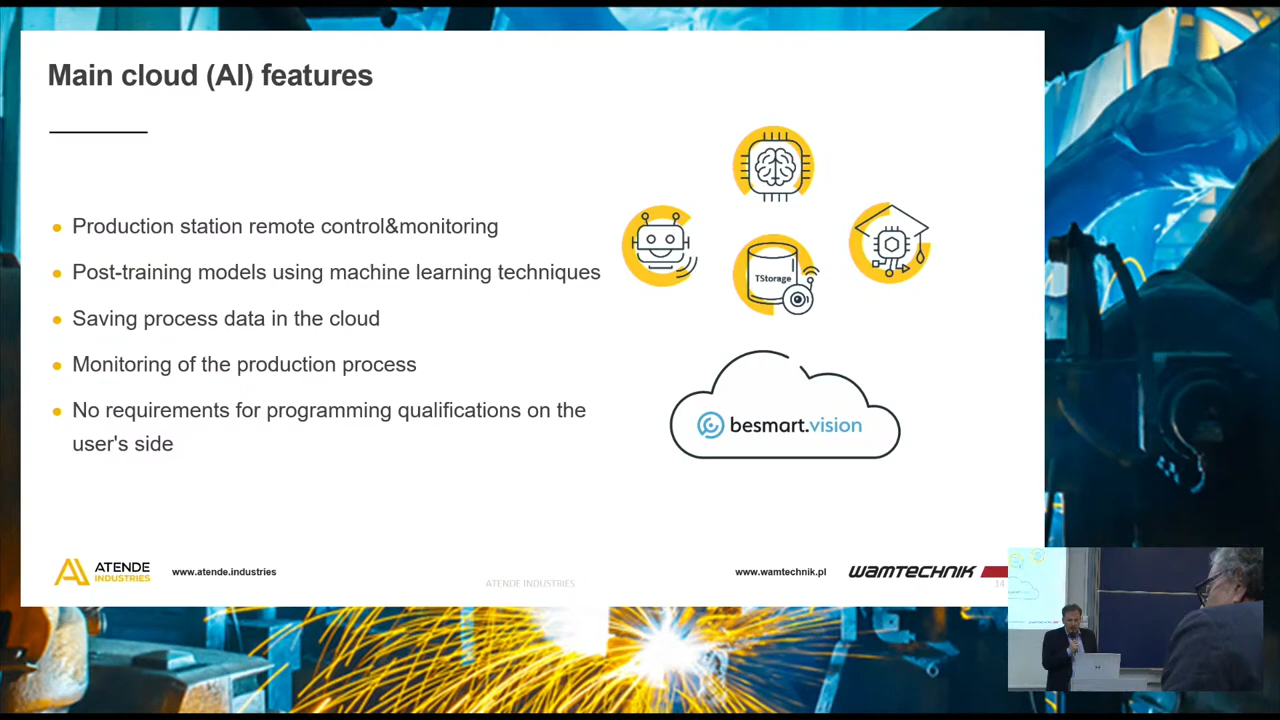 Main cloud (AI) features
Production station remote control&monitoring
Post-training models using machine learning techniques
Saving process data in the cloud
Monitoring of the production process
No requirements for programming qualifications on the
user's side
TStorage
besmart.vision
ATENDE
INDUSTRIES
www.atende.industries
ATENDE INDUSTRIES
www.wamtechnik.pl
WAMTECHNIK
14